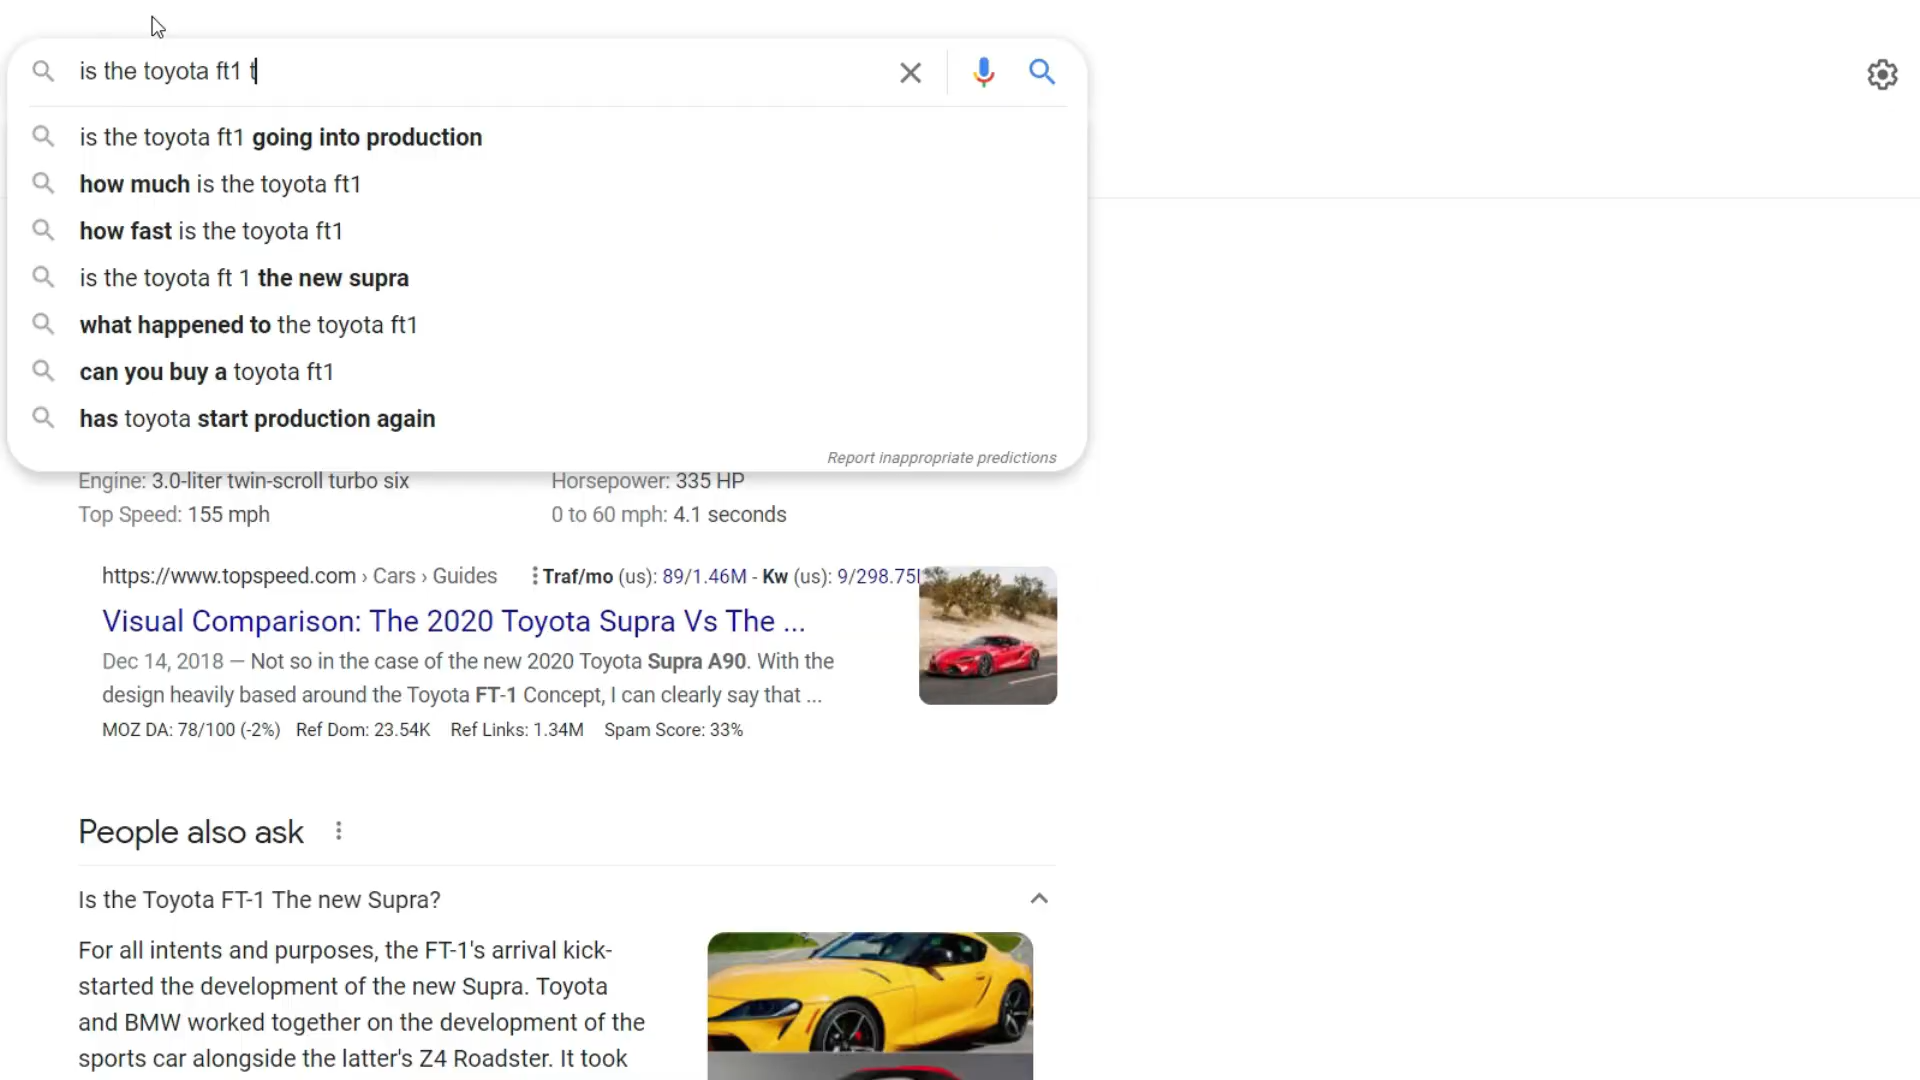 is the toyota ft1 t
is the toyota ft1 going into production
how much is the toyota ft1
how fast is the toyota ft1
is the toyota ft 1 the new supra
what happened to the toyota ft1
can you buy a toyota ft1
has toyota start production again
Report inappropriate predictions
Engine: 3.0-liter twin-scroll turbo six Horsepower: 335 HP
Top Speed: 155 mph 0 to 60 mph: 4.1 seconds
https://www.topspeed.com › Cars › Guides Traf/mo (us): 89/1.46M - Kw (us): 9/298.75
Visual Comparison: The 2020 Toyota Supra Vs The ...
Dec 14, 2018 — Not so in the case of the new 2020 Toyota Supra A90. With the
design heavily based around the Toyota FT-1 Concept, I can clearly say that ...
MOZ DA: 78/100 (-2%) Ref Dom: 23.54K Ref Links: 1.34M Spam Score: 33%
People also ask
Is the Toyota FT-1 The new Supra?
For all intents and purposes, the FT-1's arrival kick-
started the development of the new Supra. Toyota
and BMW worked together on the development of the
sports car alongside the latter's Z4 Roadster. It took